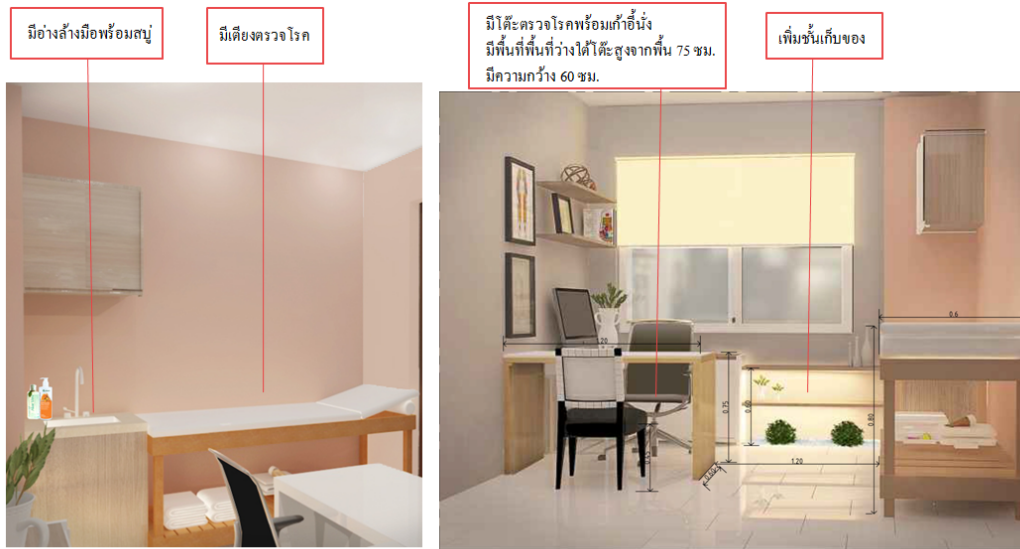 มีอ่างล้างมือพร้อมสบู่
มีเตียงตรวจโรค
มีโต๊ะตรวจโรคพร้อมเก้าอี้นั่ง
มีพื้นที่พื้นที่ว่างใต้โต๊ะสูงจากพื้น 75 ซม.
มีความกว้าง 60 ซม.
เพิ่มชั้นเก็บของ
0.6
0.75
0.60
0.80
1.20